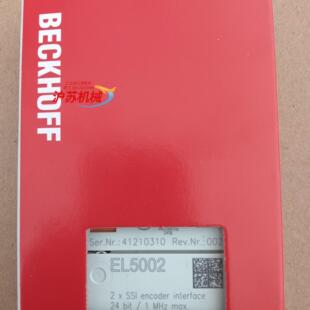 BECKHOFF
沪苏机械
Ser.Nr.: 41210310 Rev.Nr.:002
EL5002
2 x SSI encoder interface
24 bit / 1 MHz max.